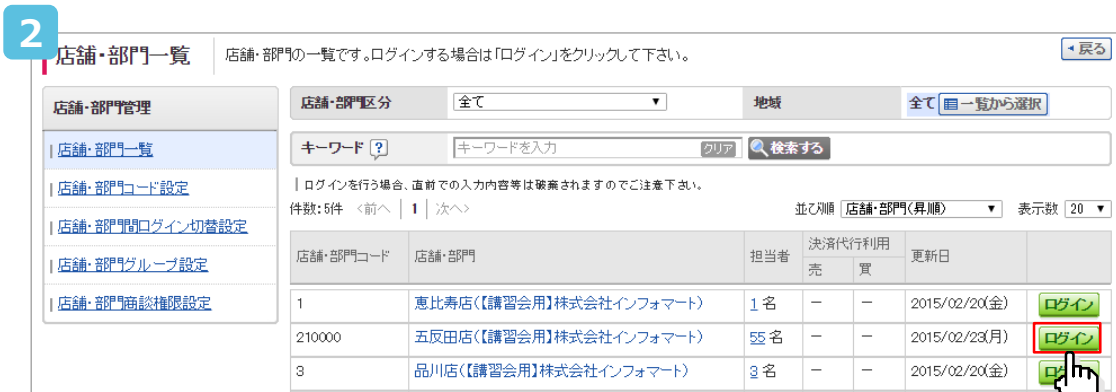 2
店舗・部門一覧 店舗・部門の一覧です。ログインする場合は「ログイン」をクリックして下さい。 戻る
店舗・部門管理
店舗・部門一覧
店舗・部門コード設定
店舗・部門間ログイン切替設定
店舗・部門グループ設定
店舗・部門商談権限設定
店舗・部門区分 全て 地域 全て 一覧から選択
キーワード ? キーワードを入力 クリア 検索する
ログインを行う場合、直前での入力内容等は破棄されますのでご注意下さい。
件数:5件 <前へ | 1 | 次へ> 並び順 店舗・部門(昇順) 表示数 20
店舗・部門コード 店舗・部門 担当者 決済代行利用 更新日
売 買
1 恵比寿店(【講習会用】株式会社インフォマート) 1名 － － 2015/02/20(金) ログイン
210000 五反田店(【講習会用】株式会社インフォマート) 55名 － － 2015/02/23(月) ログイン
3 品川店(【講習会用】株式会社インフォマート) 3名 － － 2015/02/20(金)